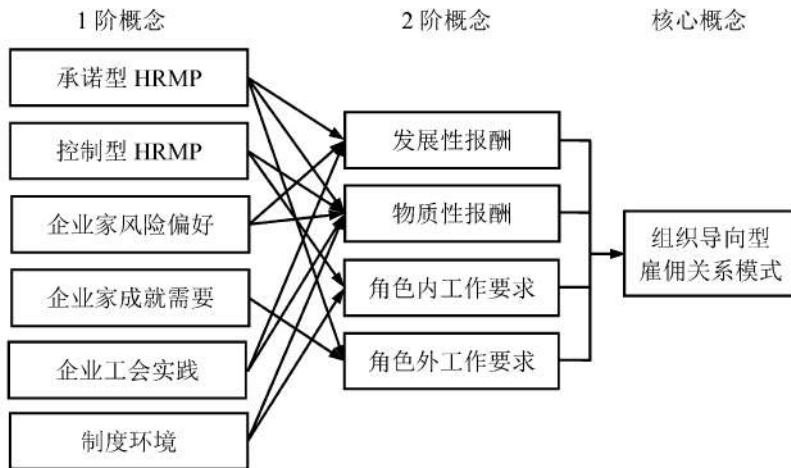 1 阶概念
2 阶概念
核心概念
承诺型 HRMP
控制型 HRMP
企业家风险偏好
企业家成就需要
企业工会实践
制度环境
发展性报酬
物质性报酬
角色内工作要求
角色外工作要求
组织导向型
雇佣关系模式